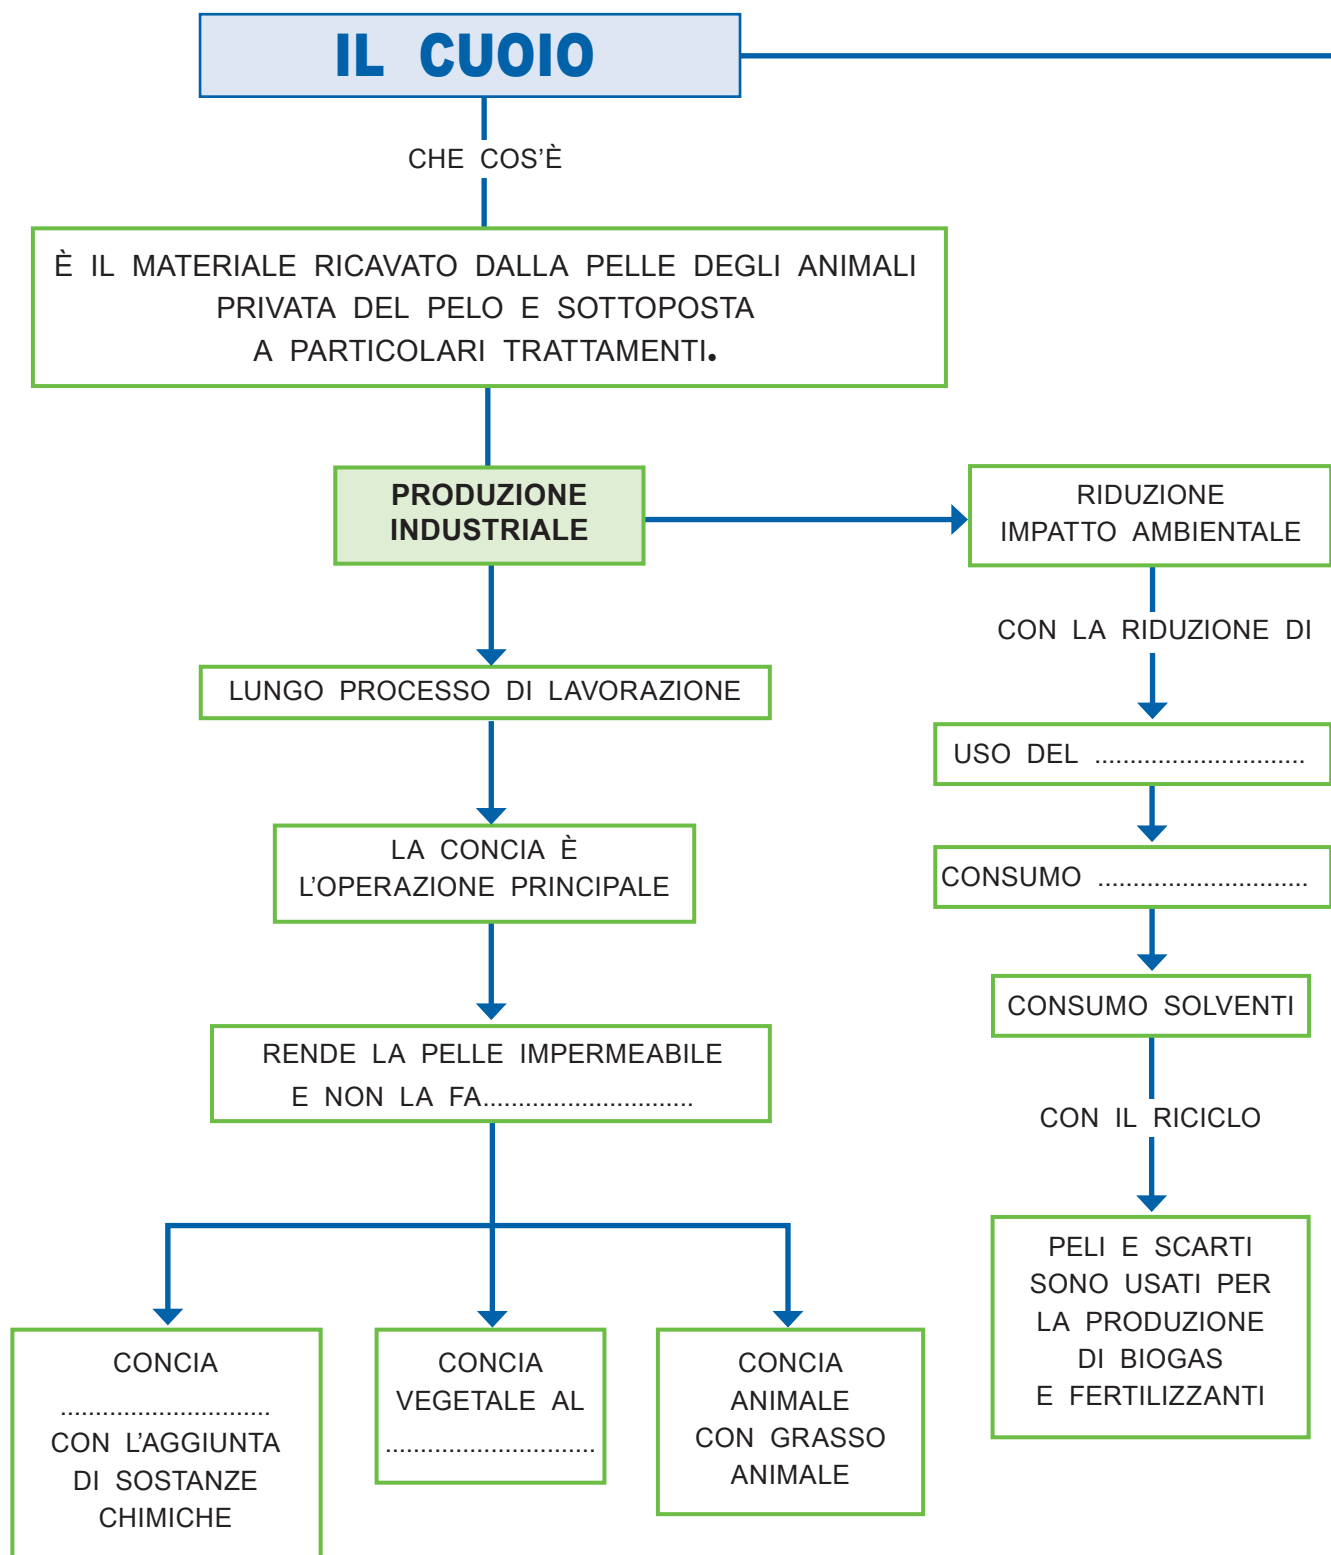 IL CUOIO
CHE COS'È
È IL MATERIALE RICAVATO DALLA PELLE DEGLI ANIMALI
PRIVATA DEL PELO E SOTTOPOSTA
A PARTICOLARI TRATTAMENTI.
PRODUZIONE
INDUSTRIALE
LUNGO PROCESSO DI LAVORAZIONE
LA CONCIA È
L'OPERAZIONE PRINCIPALE
RENDE LA PELLE IMPERMEABILE
E NON LA FA..............................
CONCIA
..............................
CON L'AGGIUNTA
DI SOSTANZE
CHIMICHE
CONCIA
VEGETALE AL
..............................
CONCIA
ANIMALE
CON GRASSO
ANIMALE
RIDUZIONE
IMPATTO AMBIENTALE
CON LA RIDUZIONE DI
USO DEL ..............................
CONSUMO ..............................
CONSUMO SOLVENTI
CON IL RICICLO
PELI E SCARTI
SONO USATI PER
LA PRODUZIONE
DI BIOGAS
E FERTILIZZANTI